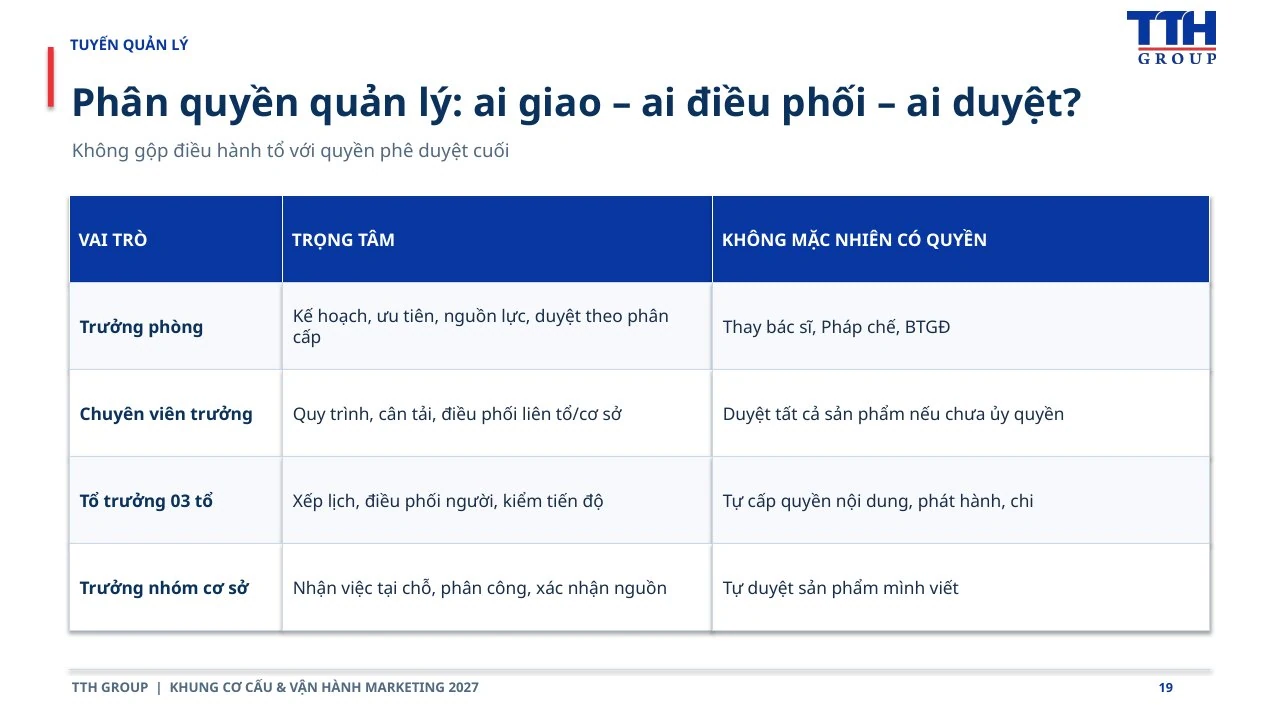 TUYẾN QUẢN LÝ
TTH
GROUP
Phân quyền quản lý: ai giao – ai điều phối – ai duyệt?
Không gộp điều hành tổ với quyền phê duyệt cuối
VAI TRÒ
TRỌNG TÂM
KHÔNG MẶC NHIÊN CÓ QUYỀN
Trưởng phòng
Kế hoạch, ưu tiên, nguồn lực, duyệt theo phân
cấp
Thay bác sĩ, Pháp chế, BTGĐ
Chuyên viên trưởng
Quy trình, cân tải, điều phối liên tổ/cơ sở
Duyệt tất cả sản phẩm nếu chưa ủy quyền
Tổ trưởng 03 tổ
Xếp lịch, điều phối người, kiểm tiến độ
Tự cấp quyền nội dung, phát hành, chi
Trưởng nhóm cơ sở
Nhận việc tại chỗ, phân công, xác nhận nguồn
Tự duyệt sản phẩm mình viết
TTH GROUP | KHUNG CƠ CẤU & VẬN HÀNH MARKETING 2027
19